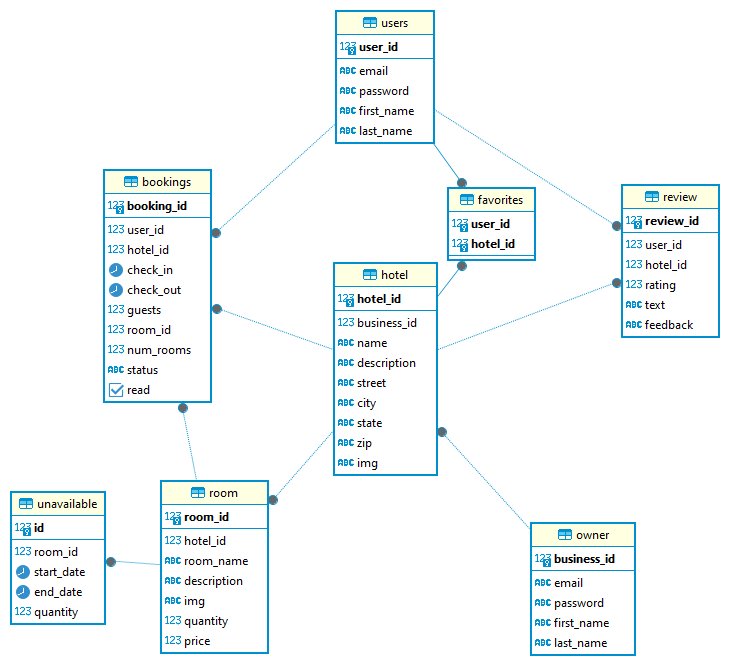 users
123 user_id
ABC email
ABC password
ABC first_name
ABC last_name
bookings
123 booking_id
123 user_id
123 hotel_id
check_in
check_out
123 guests
123 room_id
123 num_rooms
ABC status
read
favorites
123 user_id
123 hotel_id
review
123 review_id
123 user_id
123 hotel_id
123 rating
ABC text
ABC feedback
hotel
123 hotel_id
123 business_id
ABC name
ABC description
ABC street
ABC city
ABC state
ABC zip
ABC img
unavailable
123 id
123 room_id
start_date
end_date
123 quantity
room
123 room_id
123 hotel_id
ABC room_name
ABC description
ABC img
123 quantity
123 price
owner
123 business_id
ABC email
ABC password
ABC first_name
ABC last_name